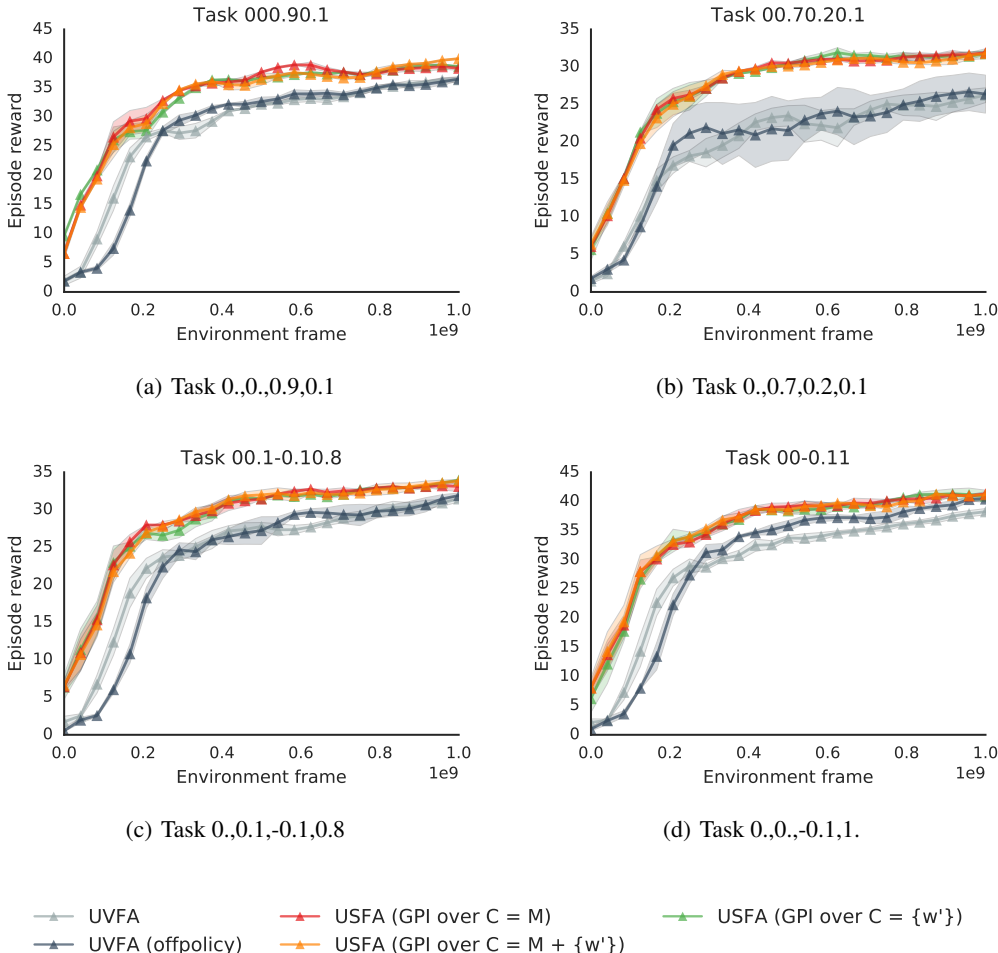 Task 000.90.1
Episode reward
45
40
35
30
25
20
15
10
5
0
0.0 0.2 0.4 0.6 0.8 1.0
1e9
Environment frame
(a) Task 0.,0.,0.9,0.1
Task 00.70.20.1
Episode reward
35
30
25
20
15
10
5
0
0.0 0.2 0.4 0.6 0.8 1.0
1e9
Environment frame
(b) Task 0.,0.7,0.2,0.1
Task 00.1-0.10.8
Episode reward
35
30
25
20
15
10
5
0
0.0 0.2 0.4 0.6 0.8 1.0
1e9
Environment frame
(c) Task 0.,0.1,-0.1,0.8
Task 00-0.11
Episode reward
45
40
35
30
25
20
15
10
5
0
0.0 0.2 0.4 0.6 0.8 1.0
1e9
Environment frame
(d) Task 0.,0.,-0.1,1.
UVFA
UVFA (offpolicy)
USFA (GPI over C = M)
USFA (GPI over C = M + {w'})
USFA (GPI over C = {w'})